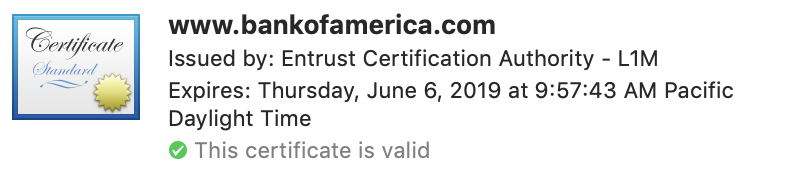 Certificate
Standard
www.bankofamerica.com
Issued by: Entrust Certification Authority - L1M
Expires: Thursday, June 6, 2019 at 9:57:43 AM Pacific
Daylight Time
This certificate is valid